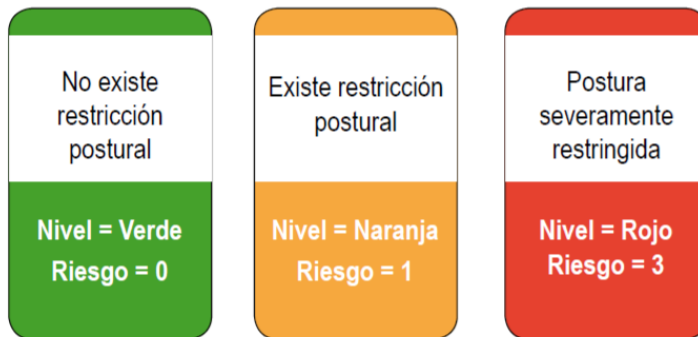 No existe
restricción
postural
Nivel = Verde
Riesgo = 0
Existe restricción
postural
Nivel = Naranja
Riesgo = 1
Postura
severamente
restringida
Nivel = Rojo
Riesgo = 3